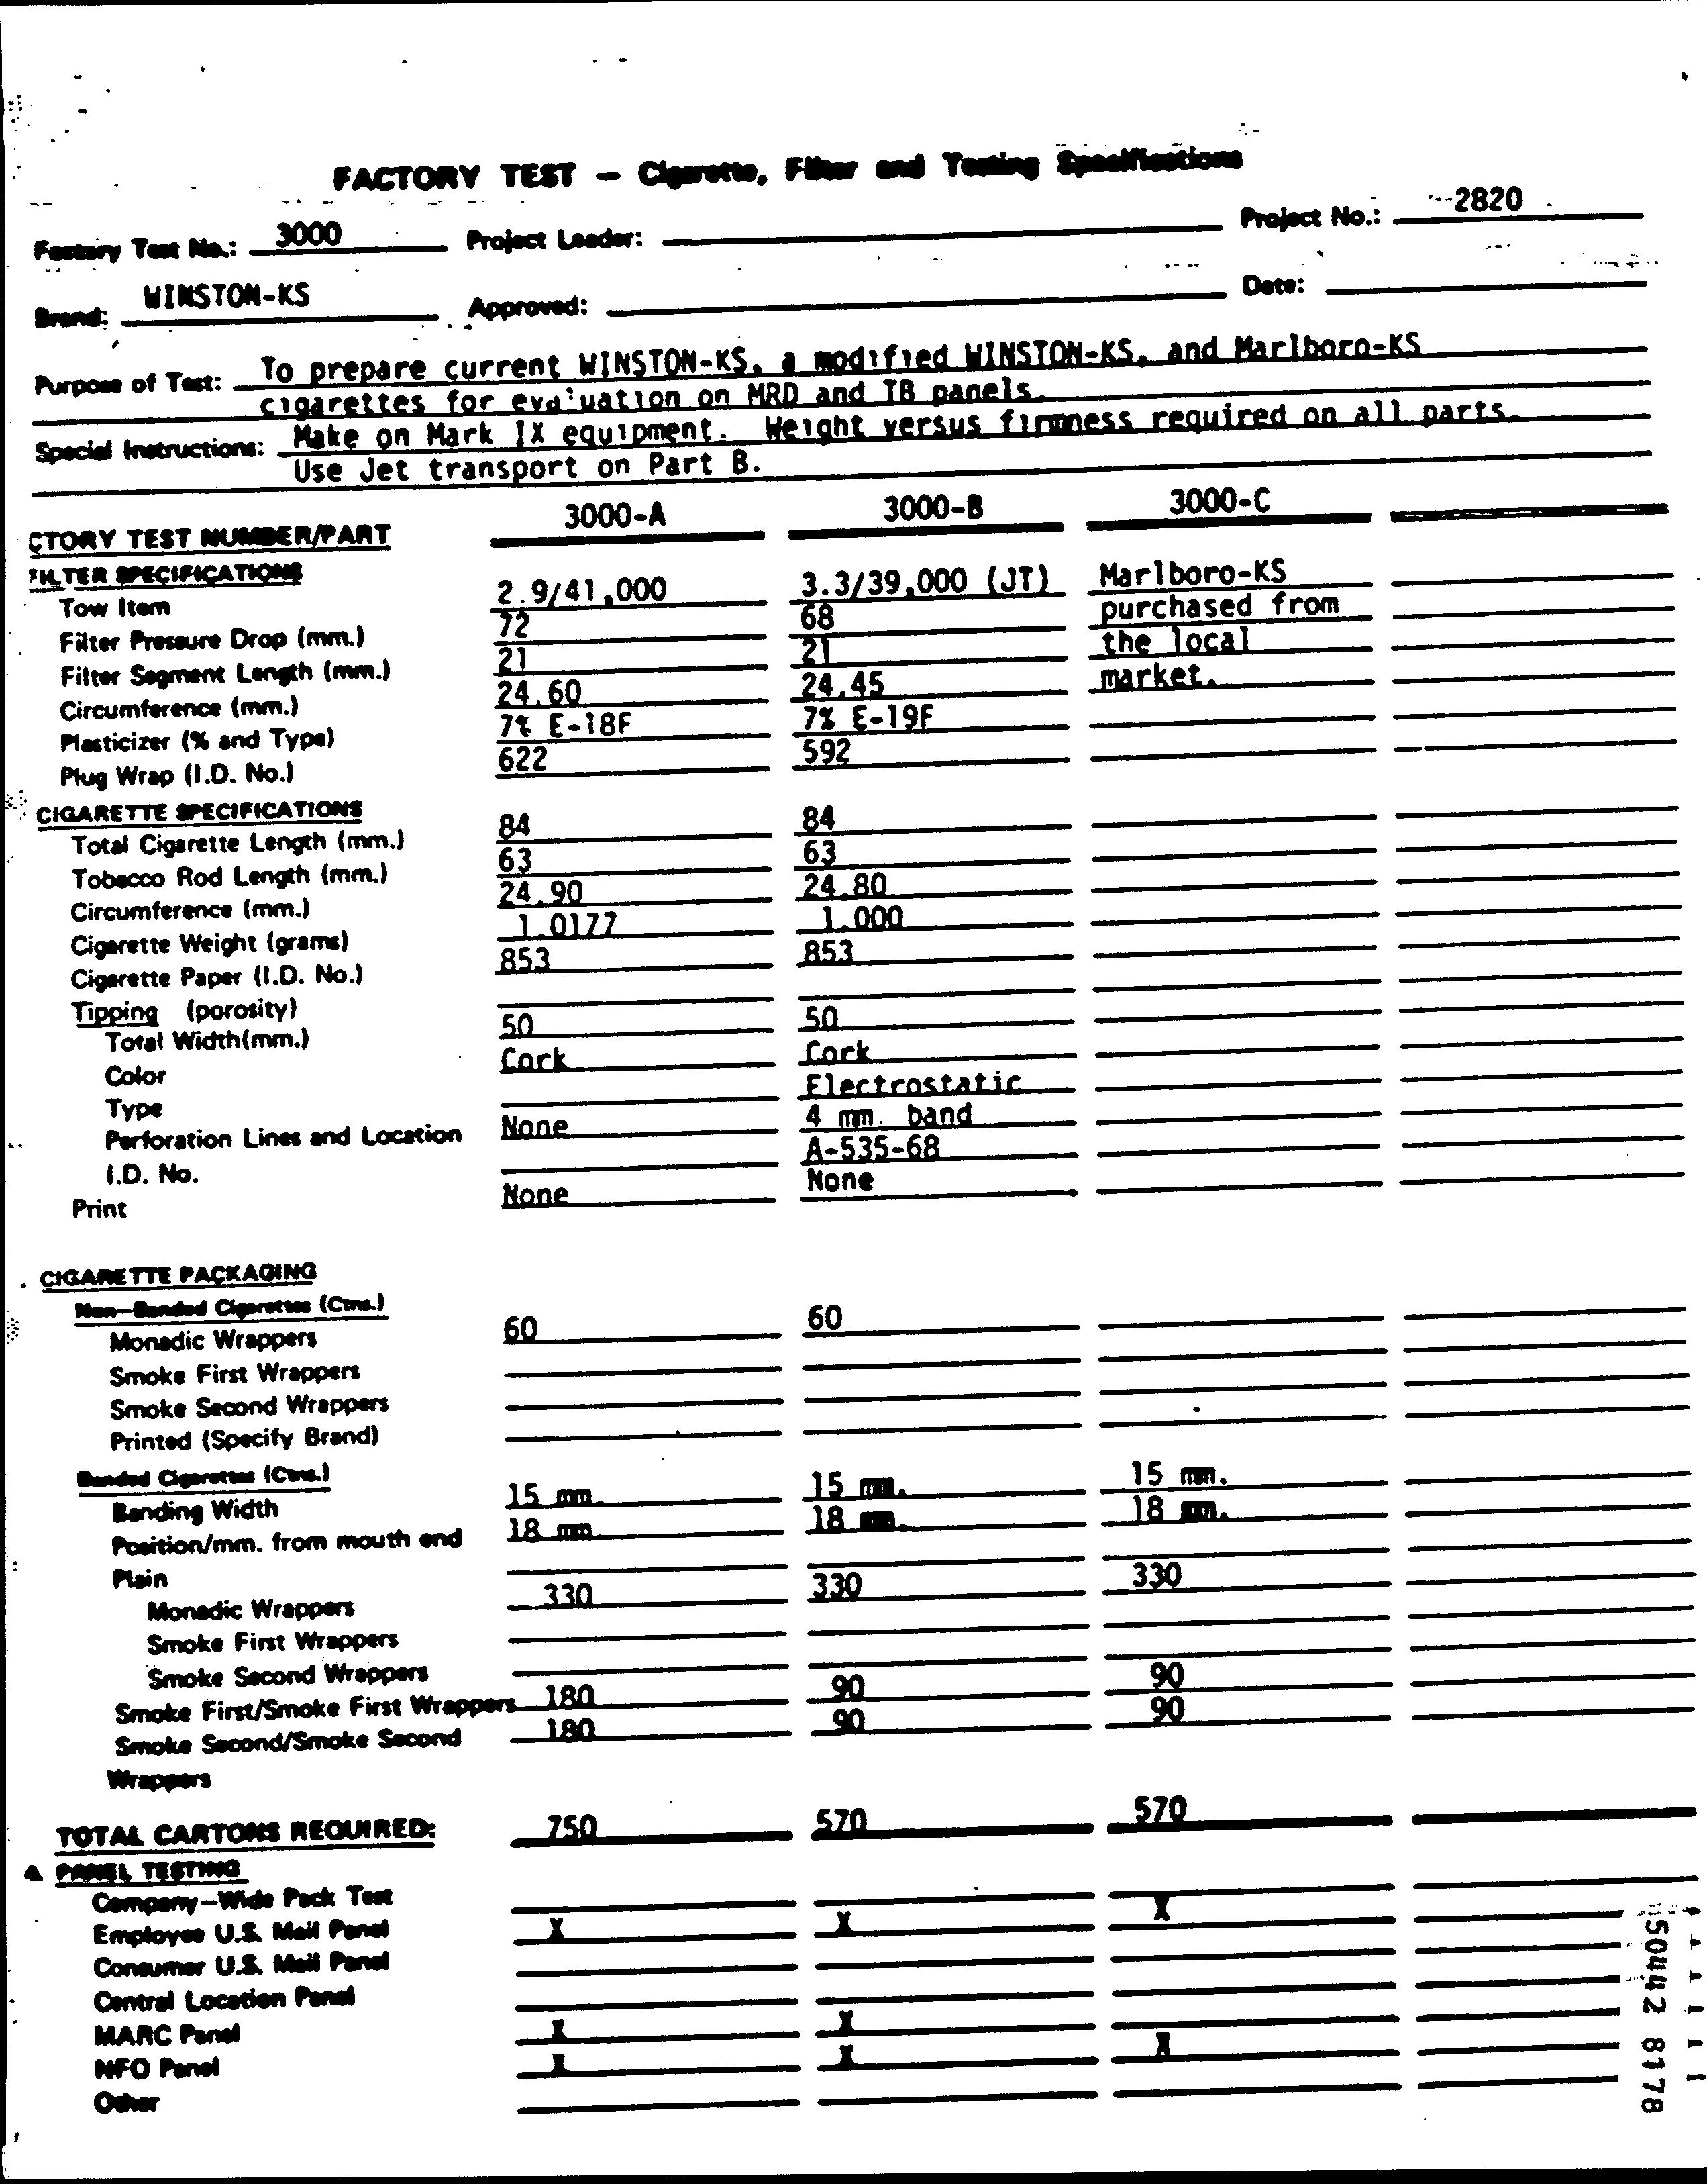 FACTORY TEST — Cigarette, Filter and Testing Specifications
Factory Test No.: 3000 Project Leader: Project No.: 2820
Brand: WINSTON-KS Approved: Date:
Purpose of Test: To prepare current WINSTON-KS, a modified WINSTON-KS, and Marlboro-KS
cigarettes for evaluation on MRD and TB panels.
Special Instructions: Make on Mark IX equipment. Weight versus firmness required on all parts.
Use Jet transport on Part B.
CTORY TEST NUMBER/PART 3000-A 3000-B 3000-C
FILTER SPECIFICATIONS
Tow Item 2.9/41,000 3.3/39,000 (JT) Marlboro-KS
Filter Pressure Drop (mm.) 72 68 purchased from
Filter Segment Length (mm.) 21 21 the local
Circumference (mm.) 24.60 24.45 market.
Plasticizer (% and Type) 7% E-18F 7% E-19F
Plug Wrap (I.D. No.) 622 592
CIGARETTE SPECIFICATIONS
Total Cigarette Length (mm.) 84 84
Tobacco Rod Length (mm.) 63 63
Circumference (mm.) 24.90 24.80
Cigarette Weight (grams) 1.0177 1.000
Cigarette Paper (I.D. No.) 853 853
Tipping (porosity)
Total Width(mm.) 50 50
Color Cork Cork
Type Electrostatic
Perforation Lines and Location None 4 mm. band
I.D. No. A-535-68
Print None None
CIGARETTE PACKAGING
Non-Banded Cigarettes (Ctns.)
Monadic Wrappers 60 60
Smoke First Wrappers
Smoke Second Wrappers
Printed (Specify Brand)
Banded Cigarettes (Ctns.)
Banding Width 15 mm. 15 mm. 15 mm.
Position/mm. from mouth end 18 mm 18 mm. 18 mm.
Plain
Monadic Wrappers 330 330 330
Smoke First Wrappers
Smoke Second Wrappers
Smoke First/Smoke First Wrappers 180 90 90
Smoke Second/Smoke Second 180 90 90
Wrappers
TOTAL CARTONS REQUIRED: 750 570 570
PANEL TESTING
Company-Wide Pack Test
Employee U.S. Mail Panel X X X
Consumer U.S. Mail Panel
Central Location Panel
MARC Panel X X
NFO Panel X X X
Other
50442 8178